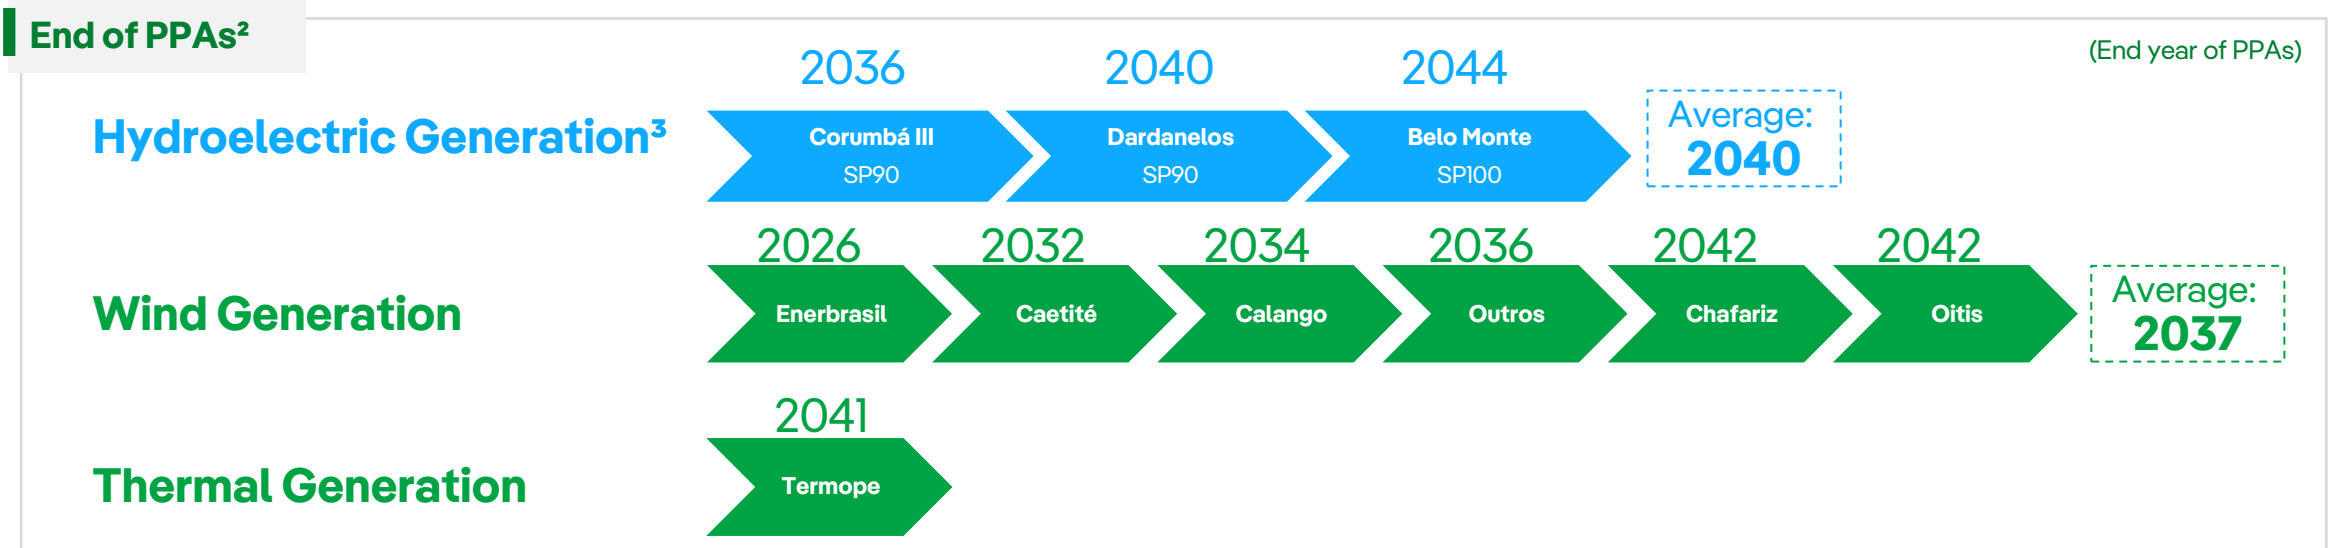 End of PPAs²
(End year of PPAs)
2036 2040 2044
Hydroelectric Generation³
Corumbá III Dardanelos Belo Monte
SP90 SP90 SP100
Average:
2040
2026 2032 2034 2036 2042 2042
Wind Generation
Enerbrasil Caetité Calango Outros Chafariz Oitis
Average:
2037
2041
Thermal Generation
Termope